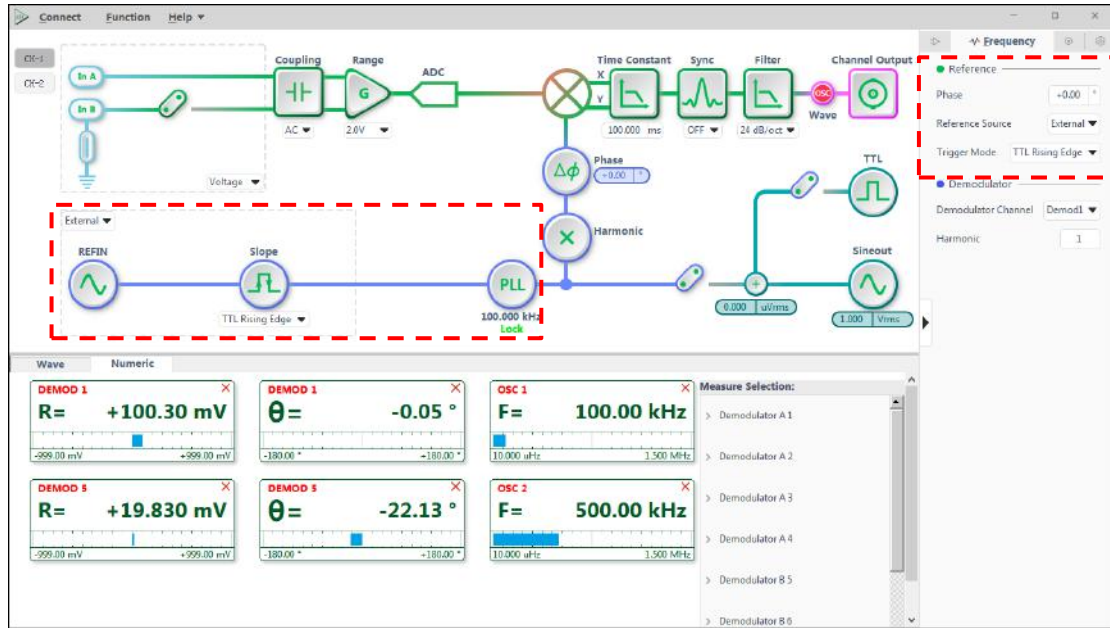 Connect Function Help
CH-1
CH-2
In A
In B
Voltage
Coupling
AC
Range
G
2.0V
ADC
X
Y
Time Constant
100.000 ms
Sync
OFF
Filter
24 dB/oct
OSC
Wave
Channel Output
Δϕ
Phase
+0.00 °
×
Harmonic
External
REFIN
Slope
TTL Rising Edge
PLL
100.000 kHz
Lock
TTL
+
0.000 uVrms
Sineout
1.000 Vrms
Frequency
Reference
Phase +0.00 °
Reference Source External
Trigger Mode TTL Rising Edge
Demodulator
Demodulator Channel Demod1
Harmonic 1
Wave Numeric
DEMOD 1
R= +100.30 mV
-999.00 mV +999.00 mV
DEMOD 1
θ= -0.05 °
-180.00 ° +180.00 °
OSC 1
F= 100.00 kHz
10.000 uHz 1.500 MHz
DEMOD 5
R= +19.830 mV
-999.00 mV +999.00 mV
DEMOD 5
θ= -22.13 °
-180.00 ° +180.00 °
OSC 2
F= 500.00 kHz
10.000 uHz 1.500 MHz
Measure Selection:
> Demodulator A 1
> Demodulator A 2
> Demodulator A 3
> Demodulator A 4
> Demodulator B 5
> Demodulator B 6